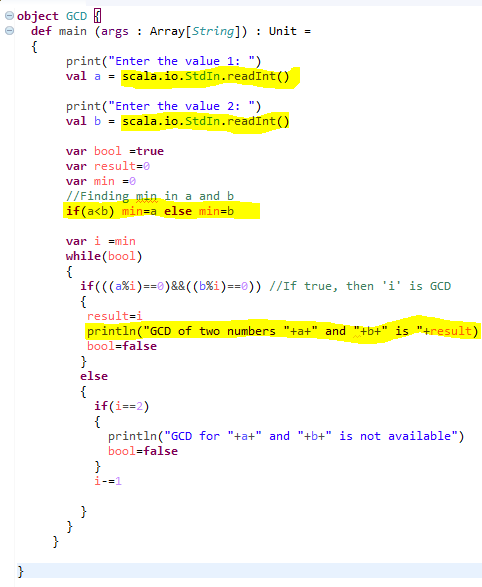 object GCD {
def main (args : Array[String]) : Unit =
{
print("Enter the value 1: ")
val a = scala.io.StdIn.readInt()
print("Enter the value 2: ")
val b = scala.io.StdIn.readInt()
var bool =true
var result=0
var min =0
//Finding min in a and b
if(a<b) min=a else min=b
var i =min
while(bool)
{
if(((a%i)==0)&&((b%i)==0)) //If true, then 'i' is GCD
{
result=i
println("GCD of two numbers "+a+" and "+b+" is "+result)
bool=false
}
else
{
if(i==2)
{
println("GCD for "+a+" and "+b+" is not available")
bool=false
}
i-=1
}
}
}
}